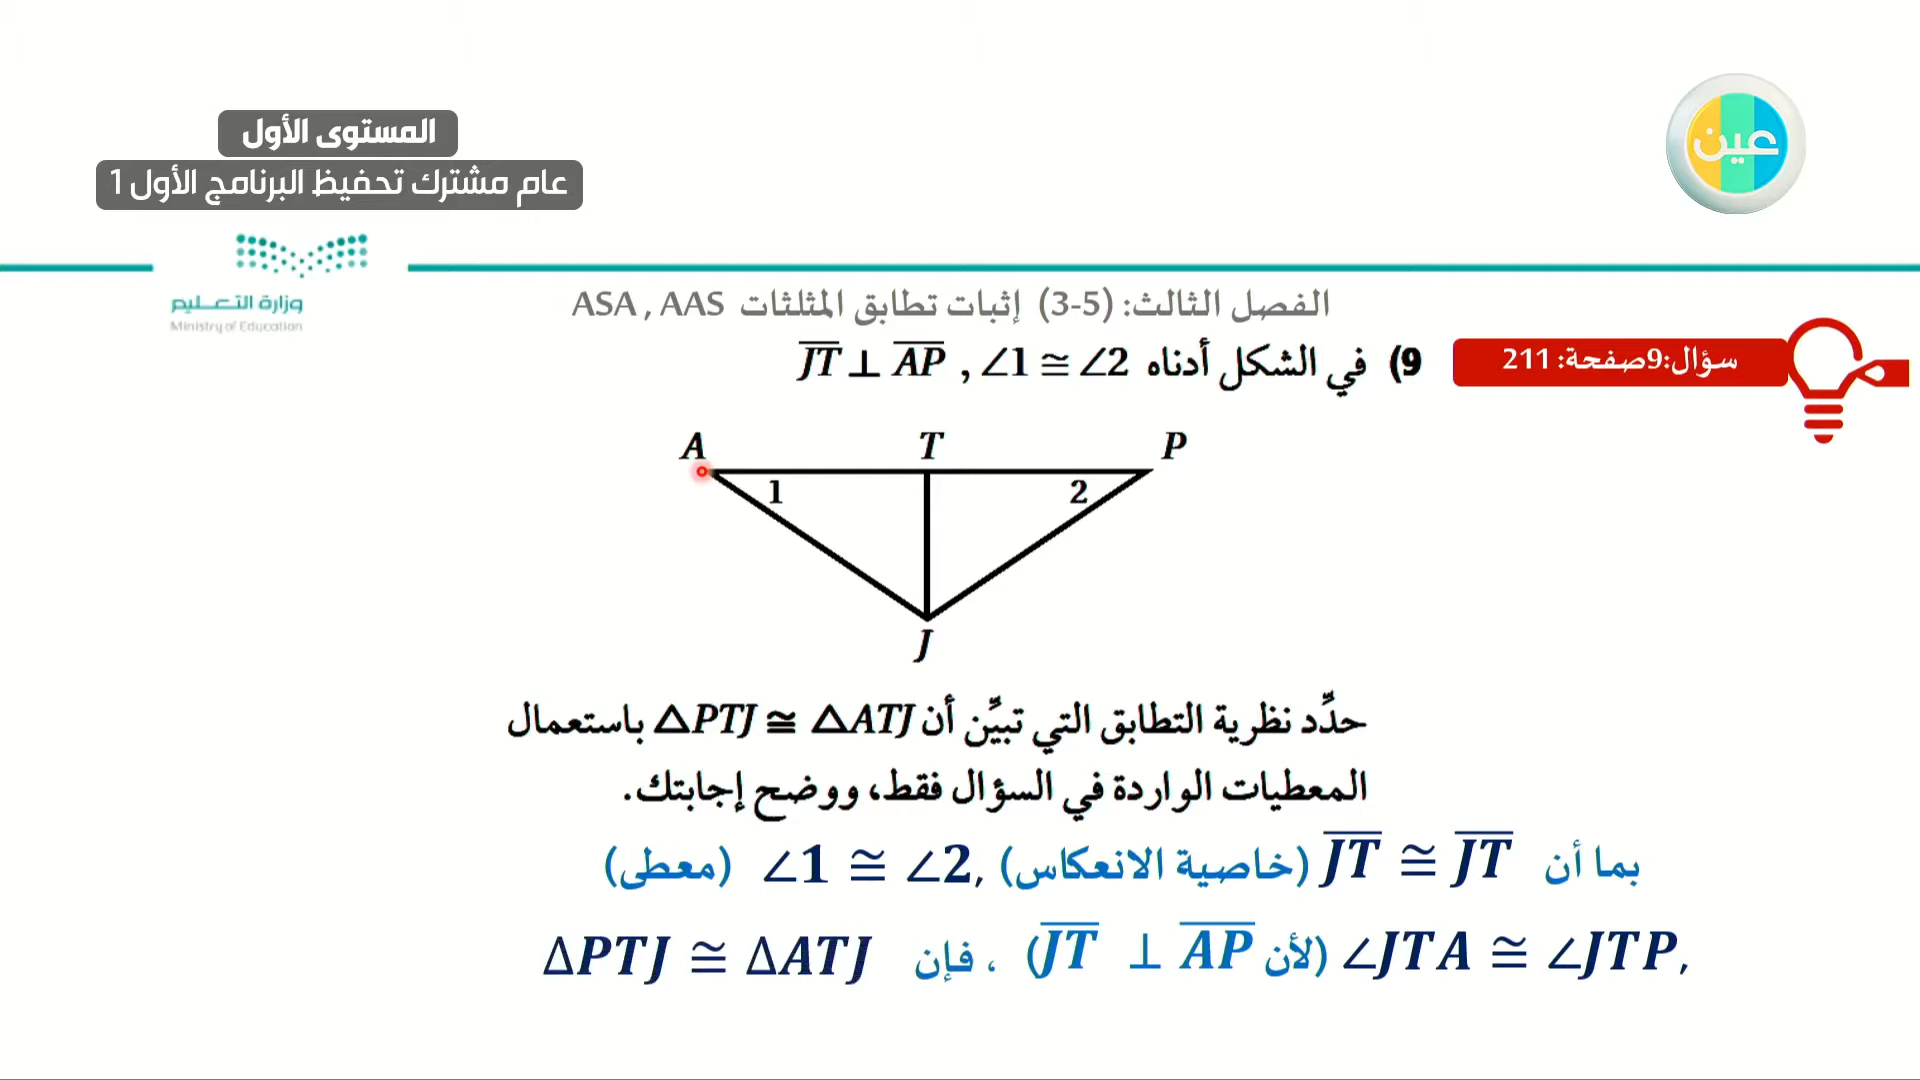 المستوى الأول
عام مشترك تحفيظ البرنامج الأول 1
عين
وزارة التعليم
Ministry of Education
الفصل الثالث: (5-3) إثبات تطابق المثلثات ASA , AAS
سؤال:9صفحة: 211
9) في الشكل أدناه JT ⊥ AP , ∠1 ≅ ∠2
A T P
1 2
J
حدِّد نظرية التطابق التي تبيِّن أن △PTJ ≅ △ATJ باستعمال
المعطيات الواردة في السؤال فقط، ووضح إجابتك.
بما أن JT ≅ JT (خاصية الانعكاس) ,∠1 ≅ ∠2 (معطى)
,∠JTA ≅ ∠JTP (لأن JT ⊥ AP) ، فإن ΔPTJ ≅ ΔATJ